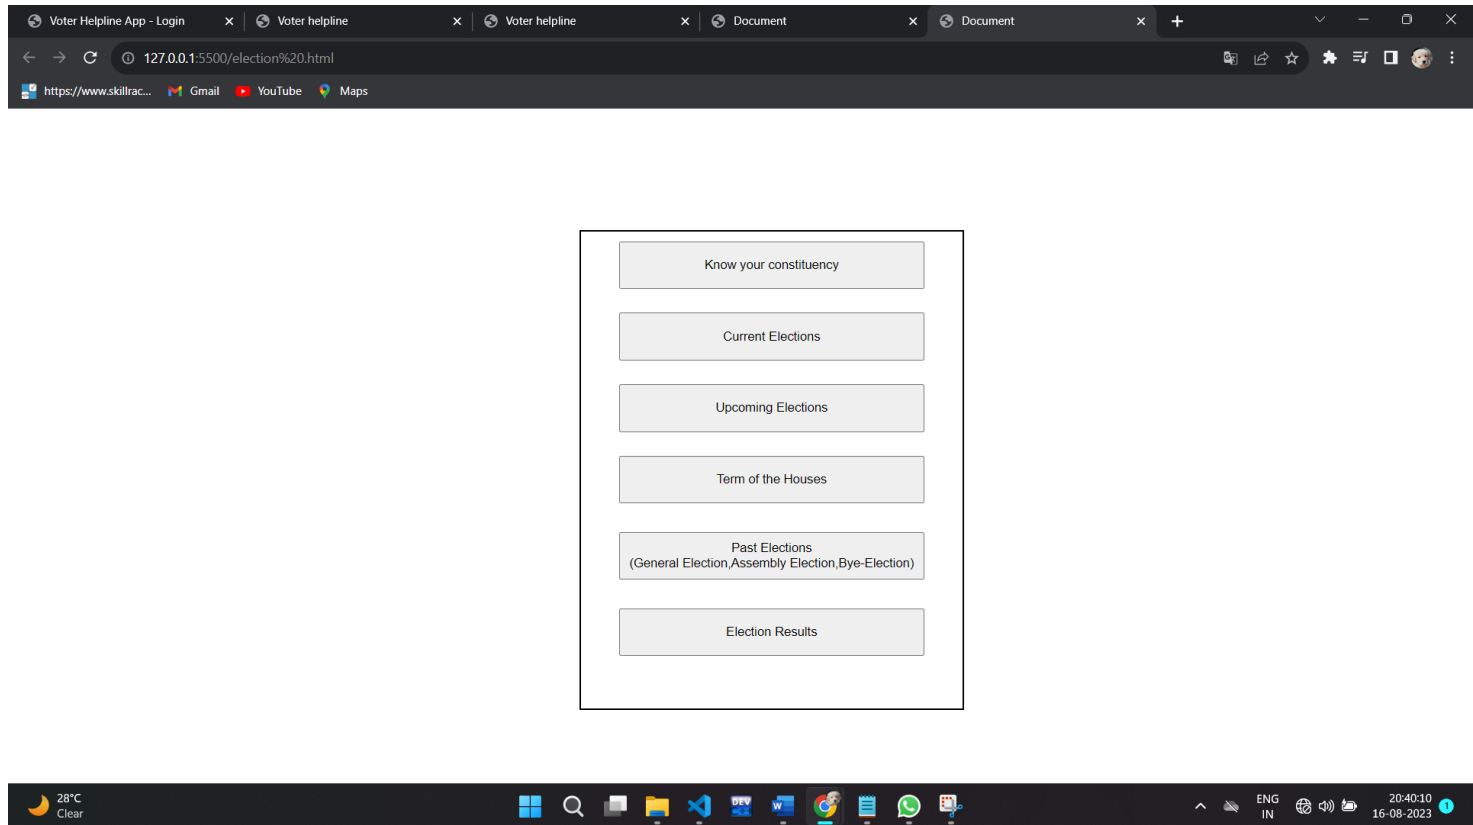 Voter Helpline App - Login
Voter helpline
Voter helpline
Document
Document
127.0.0.1:5500/election%20.html
https://www.skillrac...
Gmail
YouTube
Maps
Know your constituency
Current Elections
Upcoming Elections
Term of the Houses
Past Elections
(General Election,Assembly Election,Bye-Election)
Election Results
28°C
Clear
DEV
W
ENG
IN
20:40:10
16-08-2023
1